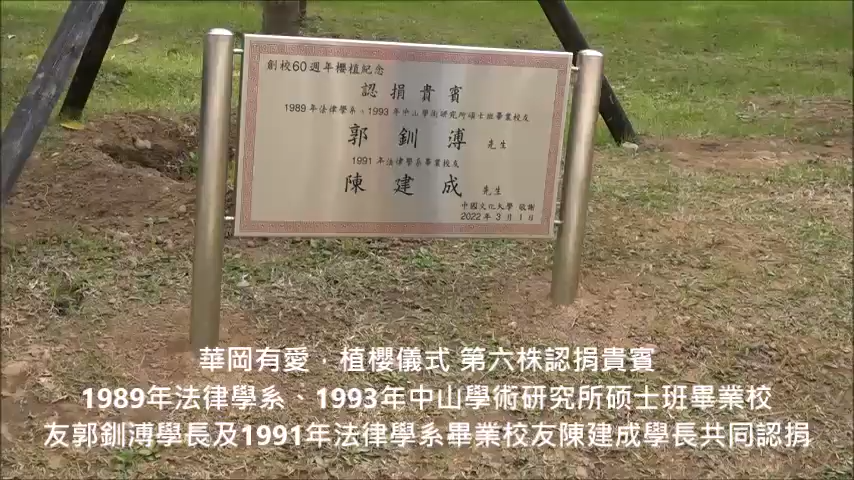 創校60週年櫻植紀念
認捐貴賓
1989年法律學系、1993年中山學術研究所碩士班畢業校友
郭釧溥 先生
1991年法律學系畢業校友
陳建成 先生
中國文化大學 敬謝
2022年3月1日
華岡有愛，植櫻儀式 第六株認捐貴賓
1989年法律學系、1993年中山學術研究所硕士班畢業校
友郭釧溥學長及1991年法律學系畢業校友陳建成學長共同認捐